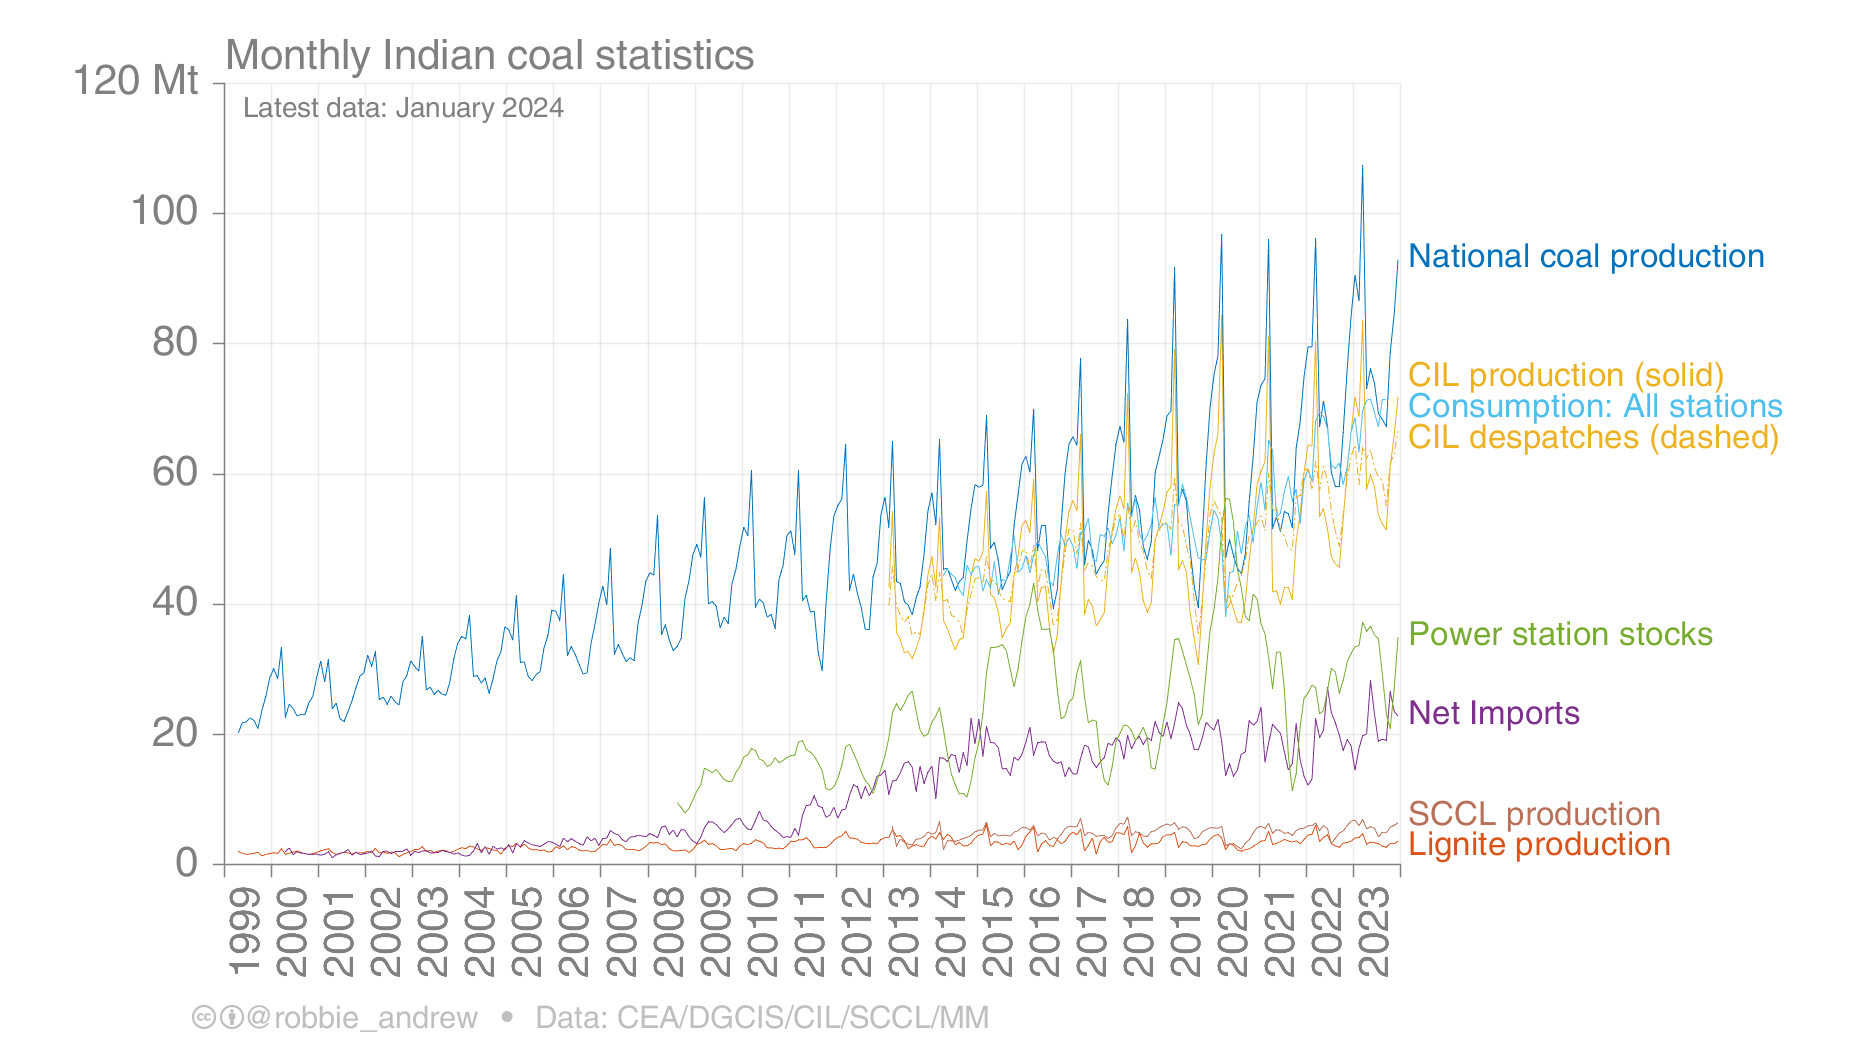 Monthly Indian coal statistics
120 Mt
Latest data: January 2024
100
80
60
40
20
0
National coal production
CIL production (solid)
Consumption: All stations
CIL despatches (dashed)
Power station stocks
Net Imports
SCCL production
Lignite production
1999 2000 2001 2002 2003 2004 2005 2006 2007 2008 2009 2010 2011 2012 2013 2014 2015 2016 2017 2018 2019 2020 2021 2022 2023
@robbie_andrew • Data: CEA/DGCIS/CIL/SCCL/MM